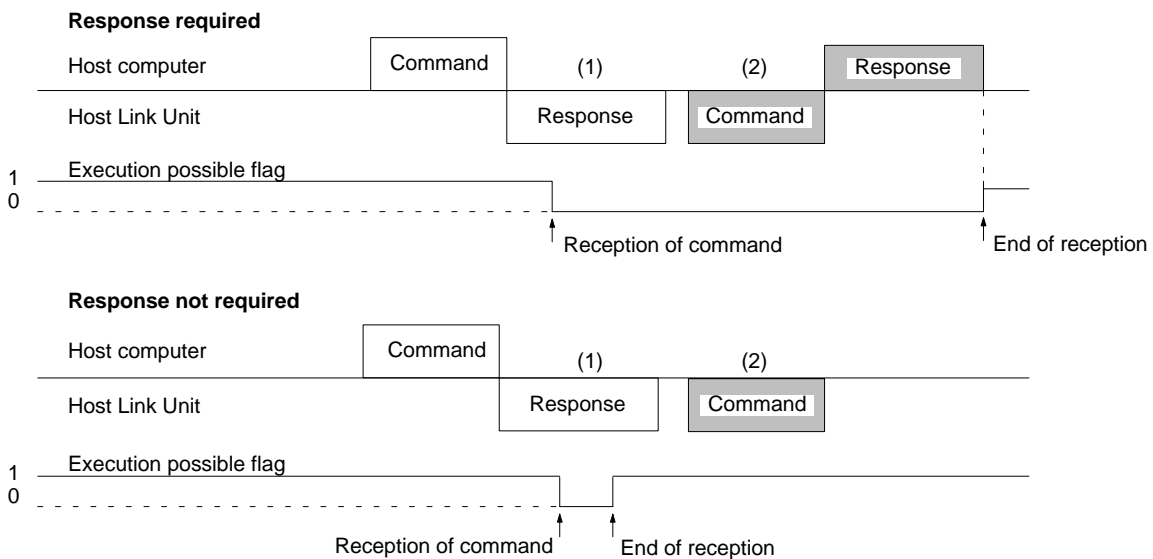 Response required
Host computer
Command
(1)
(2)
Response
Host Link Unit
Response
Command
Execution possible flag
1
0
Reception of command
End of reception
Response not required
Host computer
Command
(1)
(2)
Host Link Unit
Response
Command
Execution possible flag
1
0
Reception of command
End of reception